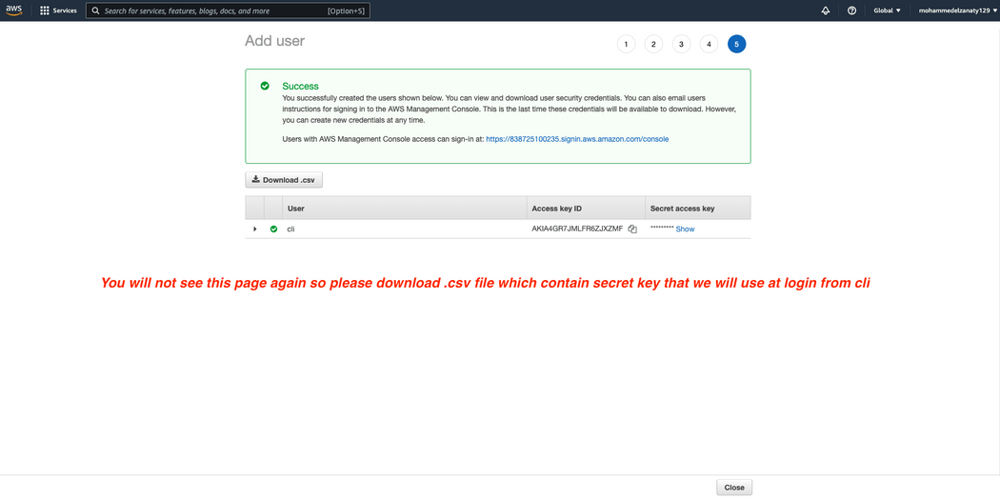 aws
Services
Search for services, features, blogs, docs, and more
[Option+S]
Global
mohammedelzanaty129
Add user
1
2
3
4
5
Success
You successfully created the users shown below. You can view and download user security credentials. You can also email users
instructions for signing in to the AWS Management Console. This is the last time these credentials will be available to download. However,
you can create new credentials at any time.
Users with AWS Management Console access can sign-in at: https://838725100235.signin.aws.amazon.com/console
Download .csv
User
Access key ID
Secret access key
cli
AKIA4GR7JMLFR6ZJXZMF
********* Show
You will not see this page again so please download .csv file which contain secret key that we will use at login from cli
Close